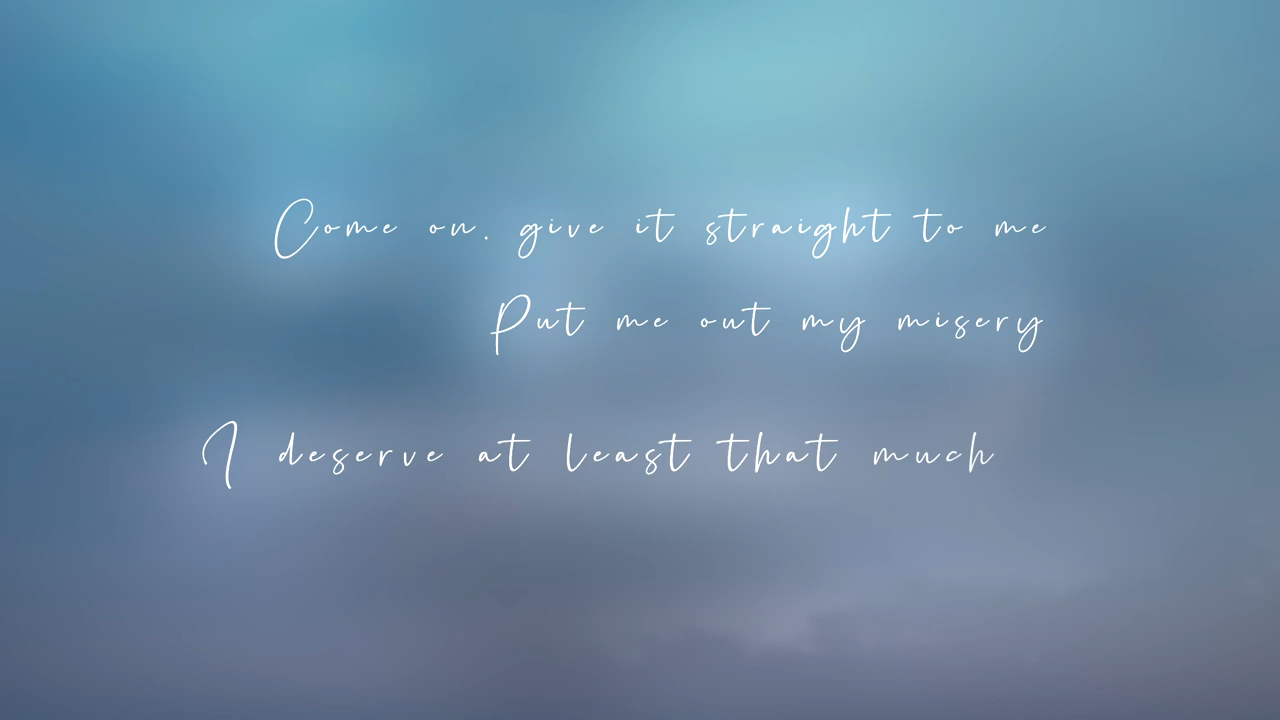 Come on. give it straight to me
Put me out my misery
I deserve at least that much